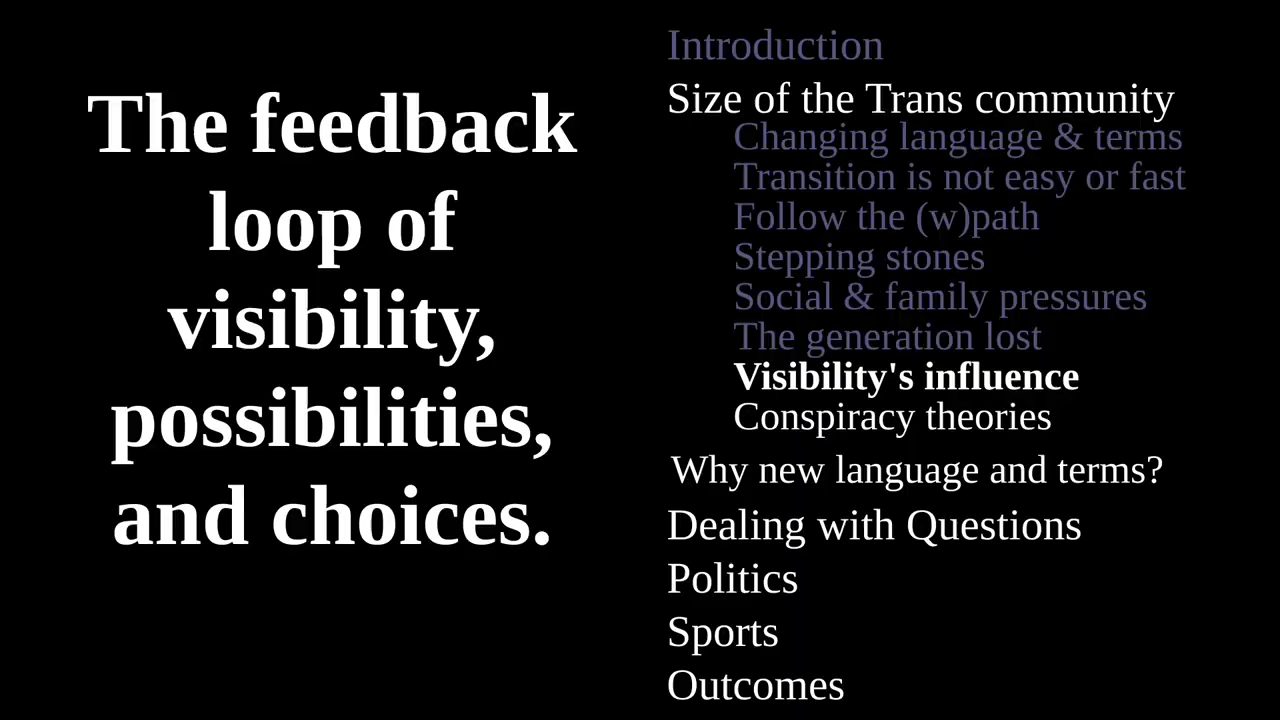 The feedback
loop of
visibility,
possibilities,
and choices.
Introduction
Size of the Trans community
Changing language & terms
Transition is not easy or fast
Follow the (w)path
Stepping stones
Social & family pressures
The generation lost
Visibility's influence
Conspiracy theories
Why new language and terms?
Dealing with Questions
Politics
Sports
Outcomes